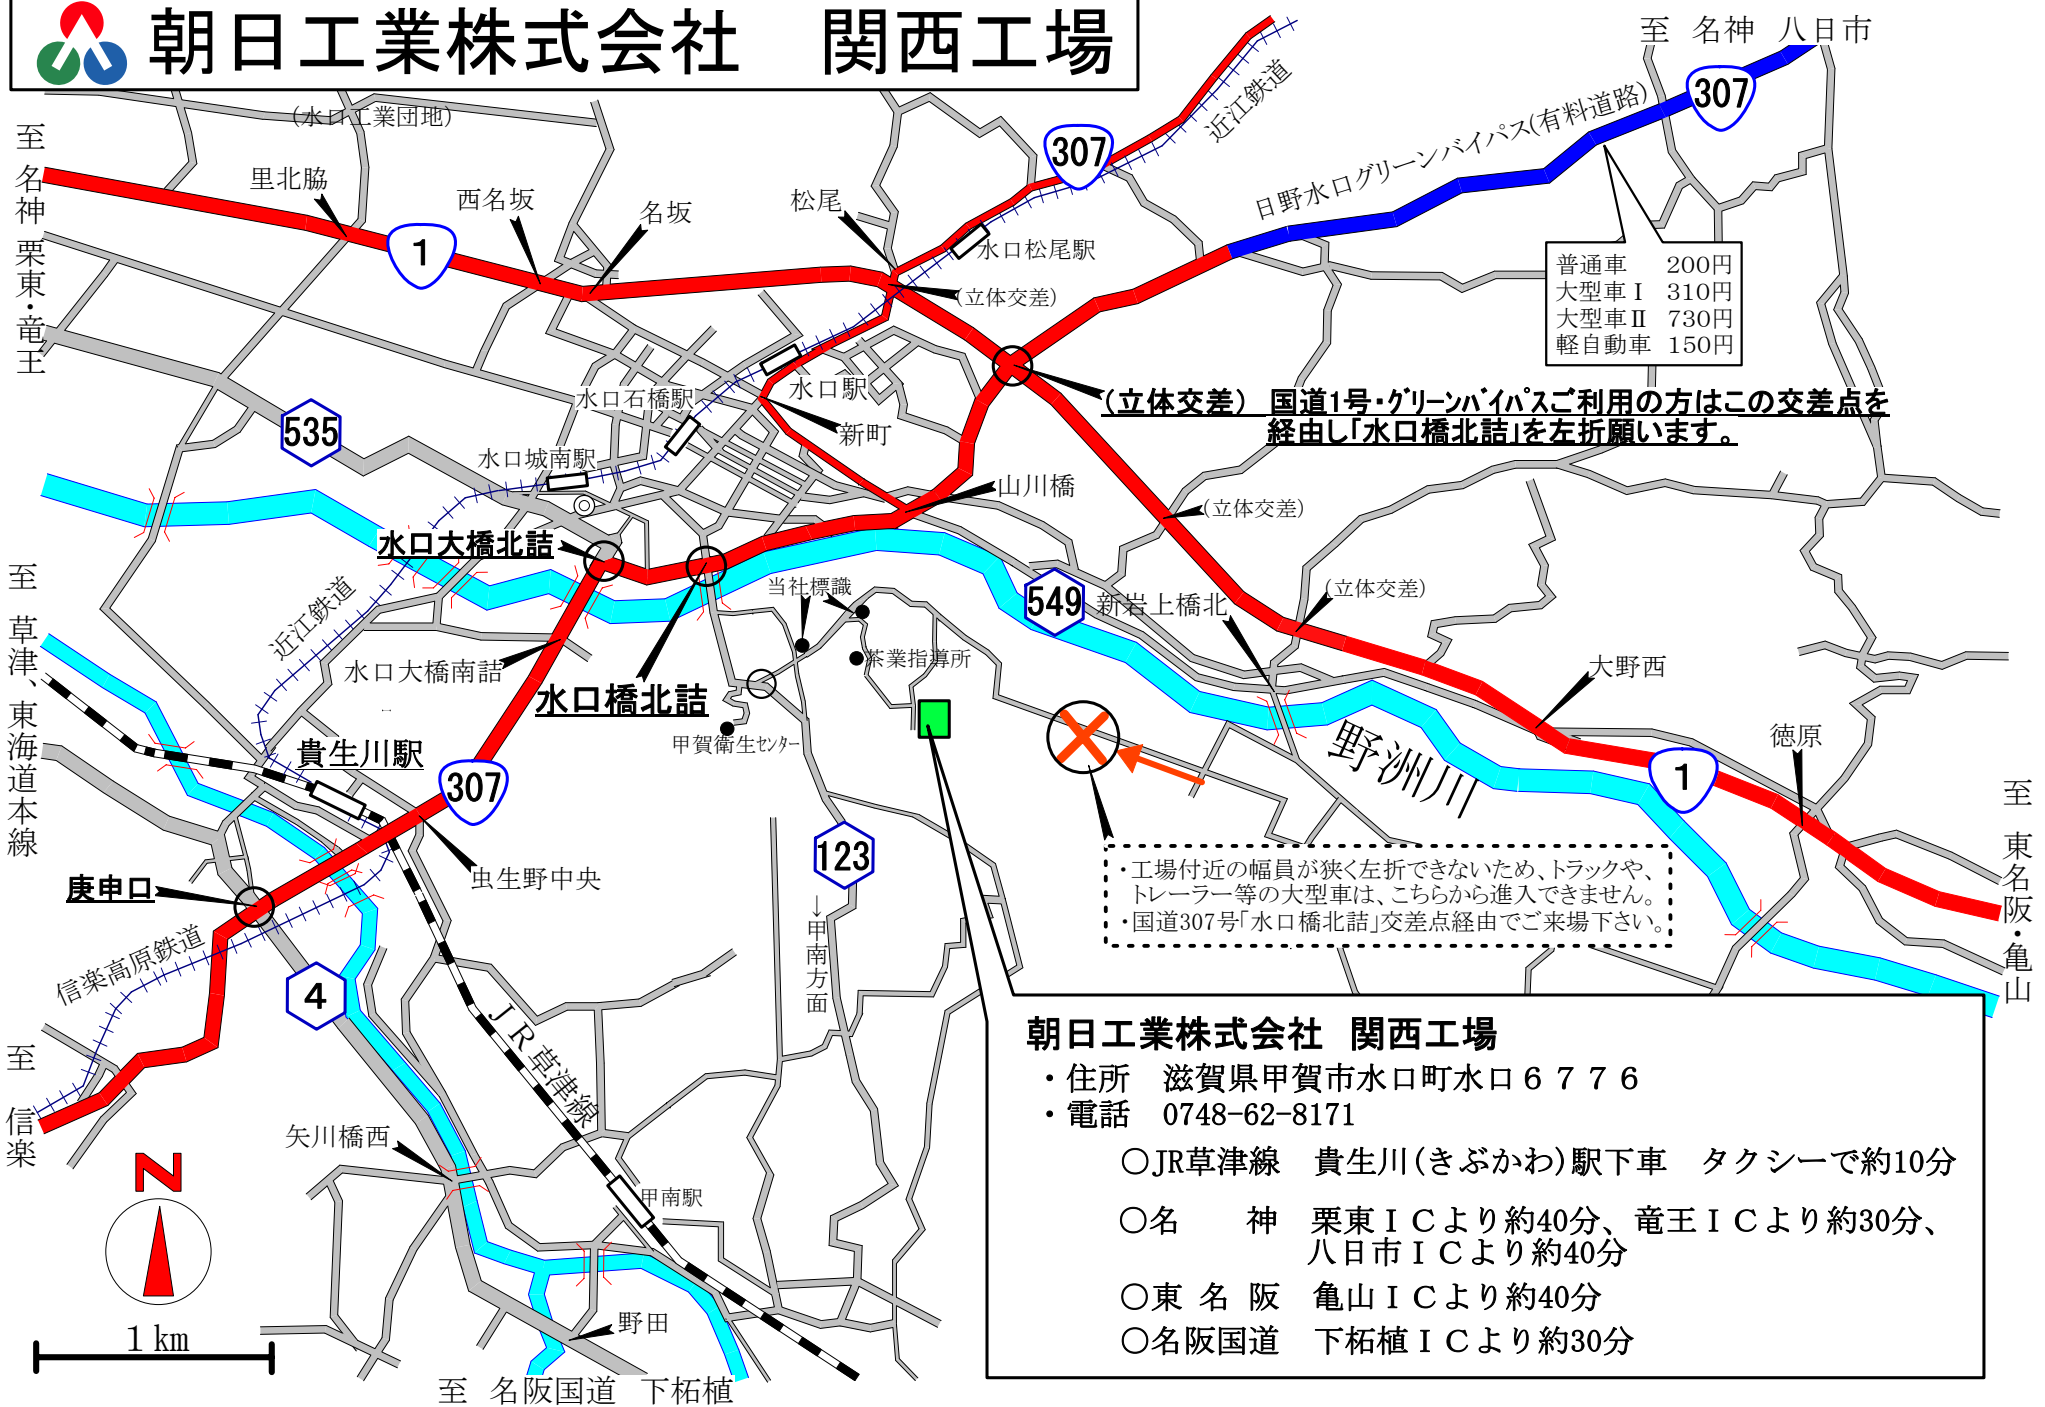 朝日工業株式会社　関西工場
至 名神 八日市
307
(水口工業団地)
近江鉄道
日野水口グリーンバイパス(有料道路)
307
至 名神 栗東・竜王
里北脇
西名坂
名坂
松尾
1
水口松尾駅
(立体交差)
普通車　200円
大型車Ⅰ　310円
大型車Ⅱ　730円
軽自動車　150円
水口駅
水口石橋駅
新町
535
水口城南駅
(立体交差)　国道1号・グリーンバイパスご利用の方はこの交差点を
経由し「水口橋北詰」を左折願います。
山川橋
(立体交差)
水口大橋北詰
当社標識
549
新岩上橋北
(立体交差)
至 草津、東海道本線
近江鉄道
水口大橋南詰
茶業指導所
水口橋北詰
大野西
甲賀衛生センター
野洲川
徳原
貴生川駅
307
1
至 東名阪・亀山
123
虫生野中央
庚申口
・工場付近の幅員が狭く左折できないため、トラックや、
トレーラー等の大型車は、こちらから進入できません。
・国道307号「水口橋北詰」交差点経由でご来場下さい。
↓甲南方面
信楽高原鉄道
4
JR草津線
至 信楽
矢川橋西
甲南駅
N
野田
1 km
至 名阪国道 下柘植
朝日工業株式会社　関西工場
・住所　滋賀県甲賀市水口町水口６７７６
・電話　0748-62-8171
○JR草津線　貴生川(きぶかわ)駅下車　タクシーで約10分
○名　　神　栗東ＩＣより約40分、竜王ＩＣより約30分、
八日市ＩＣより約40分
○東 名 阪　亀山ＩＣより約40分
○名阪国道　下柘植ＩＣより約30分